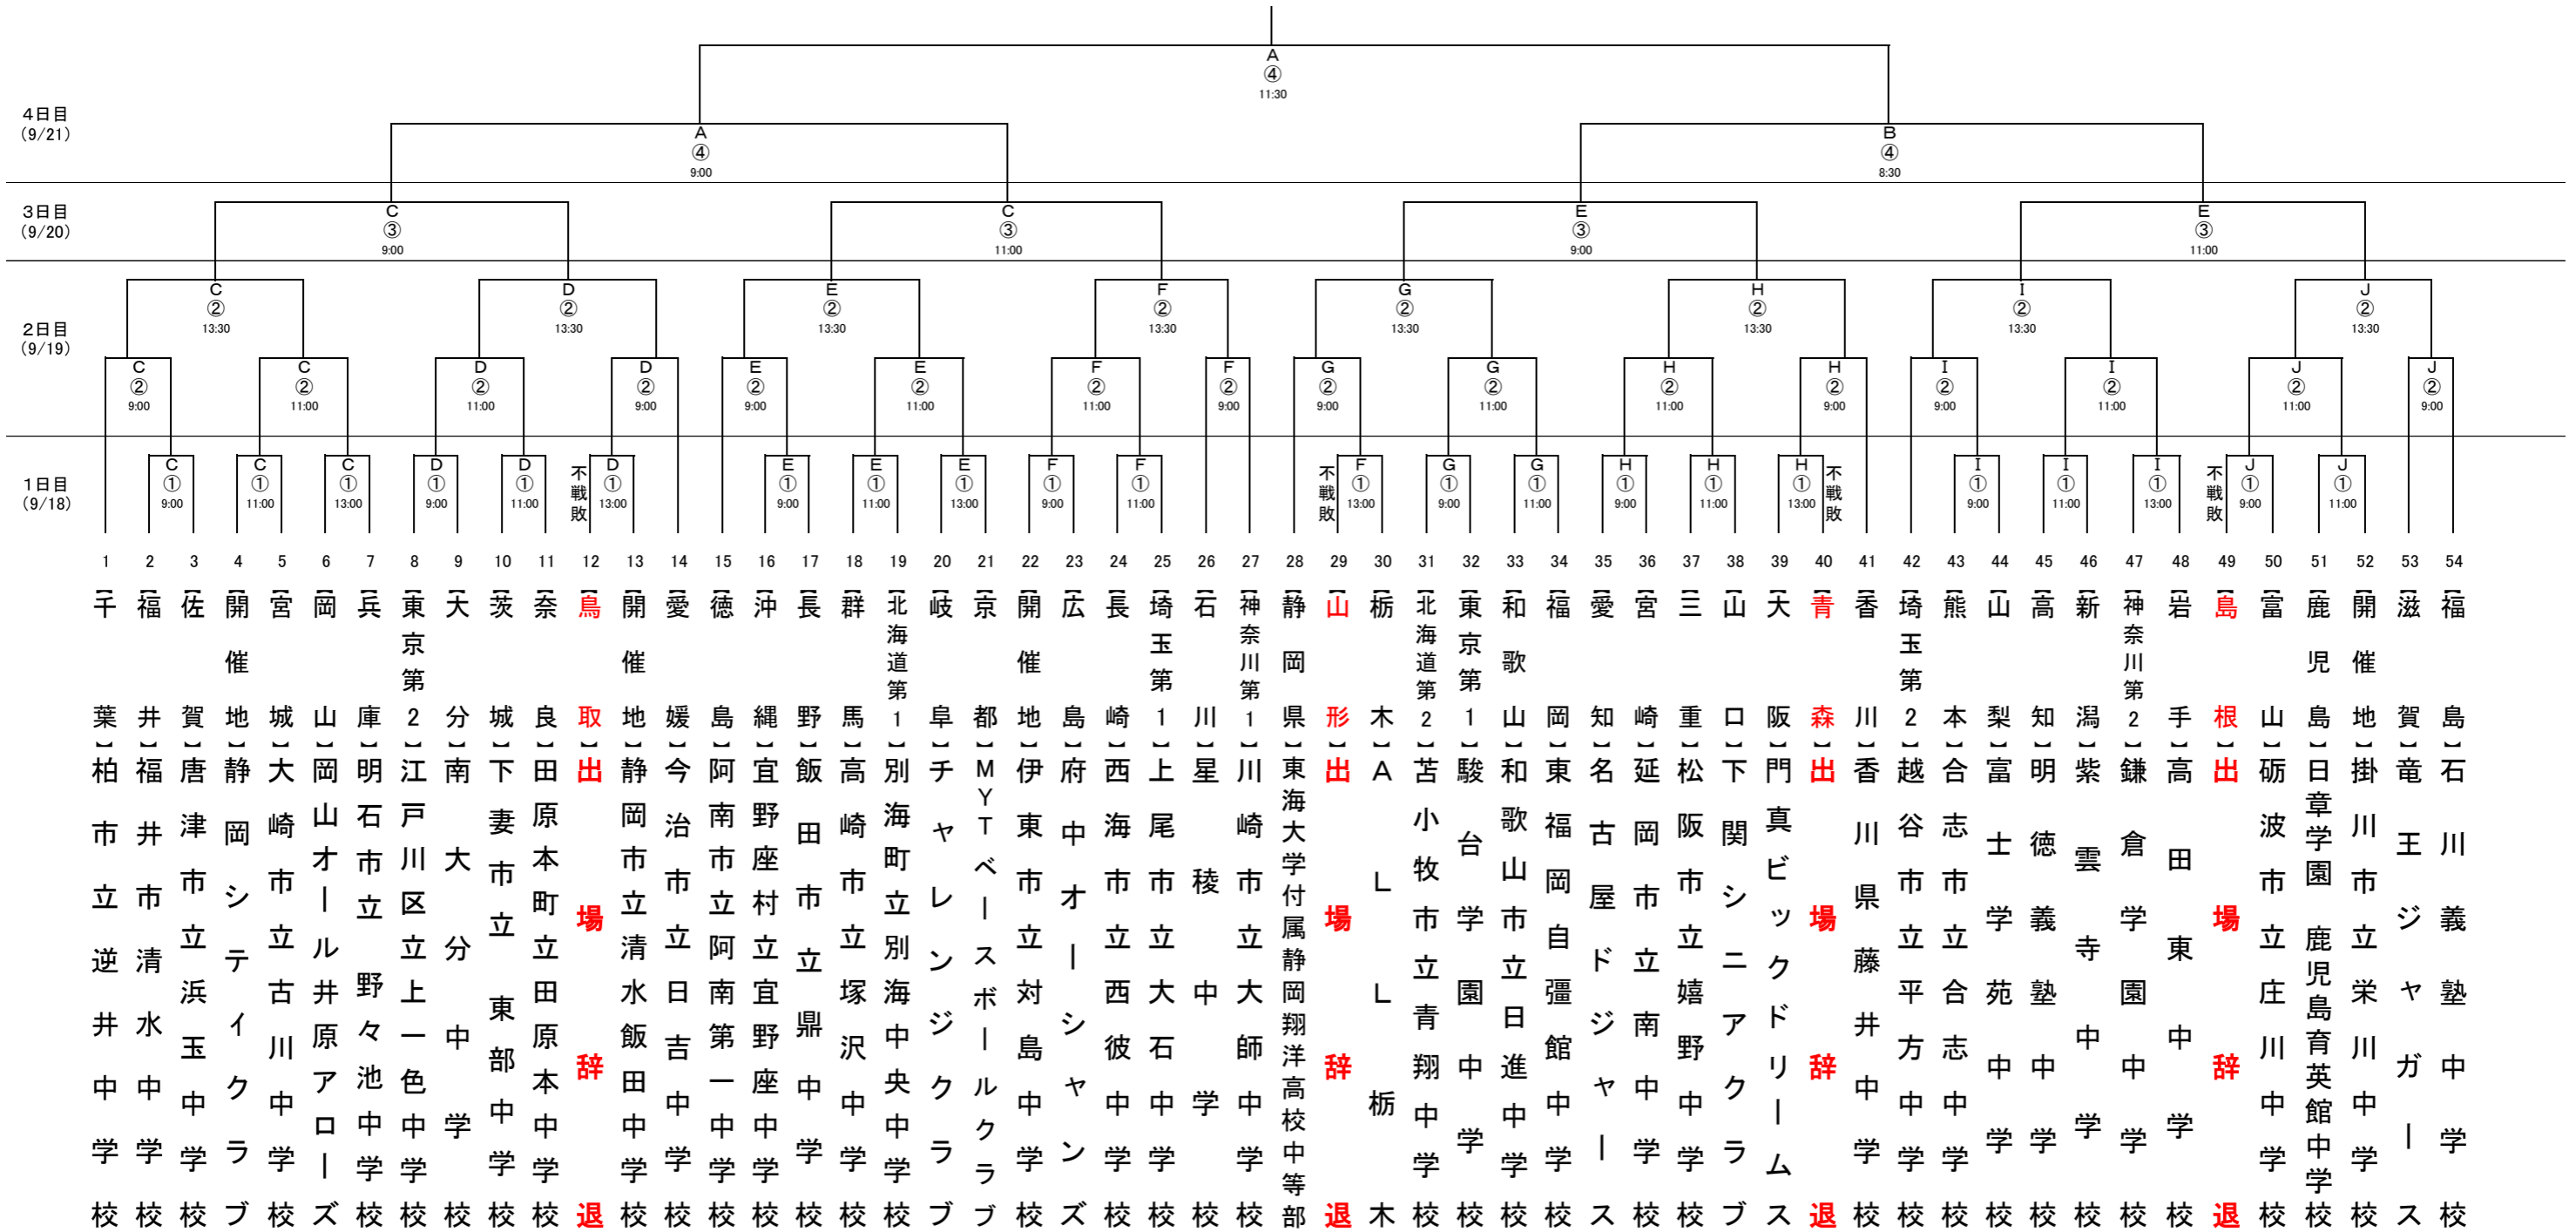 A
④
11:30
4日目
(9/21)
A
④
9:00
B
④
8:30
3日目
(9/20)
C
③
9:00
C
③
11:00
E
③
9:00
E
③
11:00
2日目
(9/19)
C
②
13:30
D
②
13:30
E
②
13:30
F
②
13:30
G
②
13:30
H
②
13:30
I
②
13:30
J
②
13:30
C
②
9:00
C
②
11:00
D
②
11:00
D
②
9:00
E
②
9:00
E
②
11:00
F
②
11:00
F
②
9:00
G
②
9:00
G
②
11:00
H
②
11:00
H
②
9:00
I
②
9:00
I
②
11:00
J
②
11:00
J
②
9:00
1日目
(9/18)
C
①
9:00
C
①
11:00
C
①
13:00
D
①
9:00
D
①
11:00
不戦敗
D
①
13:00
E
①
9:00
E
①
11:00
E
①
13:00
F
①
9:00
F
①
11:00
不戦敗
F
①
13:00
G
①
9:00
G
①
11:00
H
①
9:00
H
①
11:00
H
①
13:00
不戦敗
I
①
9:00
I
①
11:00
I
①
13:00
不戦敗
J
①
9:00
J
①
11:00
1【千葉】柏市立逆井中学校
2【福井】福井市清水中学校
3【佐賀】唐津市立浜玉中学校
4【開催地】静岡シティクラブ
5【宮城】大崎市立古川中学校
6【岡山】岡山オール井原アローズ
7【兵庫】明石市立 野々池中学校
8【東京第2】江戸川区立上一色中学校
9【大分】南大分中学校
10【茨城】下妻市立 東部中学校
11【奈良】田原本町立田原本中学校
12【鳥取】出場辞退
13【開催地】静岡市立清水飯田中学校
14【愛媛】今治市立日吉中学校
15【徳島】阿南市立阿南第一中学校
16【沖縄】宜野座村立宜野座中学校
17【長野】飯田市立鼎中学校
18【群馬】高崎市立塚沢中学校
19【北海道第1】別海町立別海中央中学校
20【岐阜】チャレンジクラブ
21【京都】MYTベースボールクラブ
22【開催地】伊東市立対島中学校
23【広島】府中オーシャンズ
24【長崎】西海市立西彼中学校
25【埼玉第1】上尾市立大石中学校
26【石川】星稜中学校
27【神奈川第1】川崎市立大師中学校
28【静岡県】東海大学付属静岡翔洋高校中等部
29【山形】出場辞退
30【栃木】ALL栃木
31【北海道第2】苫小牧市立青翔中学校
32【東京第1】駿台学園中学校
33【和歌山】和歌山市立日進中学校
34【福岡】東福岡自彊館中学校
35【愛知】名古屋ドジャース
36【宮崎】延岡市立南中学校
37【三重】松阪市立嬉野中学校
38【山口】下関シニアクラブ
39【大阪】門真ビックドリームス
40【青森】出場辞退
41【香川】香川県藤井中学校
42【埼玉第2】越谷市立平方中学校
43【熊本】合志市立合志中学校
44【山梨】富士学苑中学校
45【高知】明徳義塾中学校
46【新潟】紫雲寺中学校
47【神奈川第2】鎌倉学園中学校
48【岩手】高田東中学校
49【島根】出場辞退
50【富山】砺波市立庄川中学校
51【鹿児島】日章学園 鹿児島育英館中学校
52【開催地】掛川市立栄川中学校
53【滋賀】竜王ジャガーズ
54【福島】石川義塾中学校